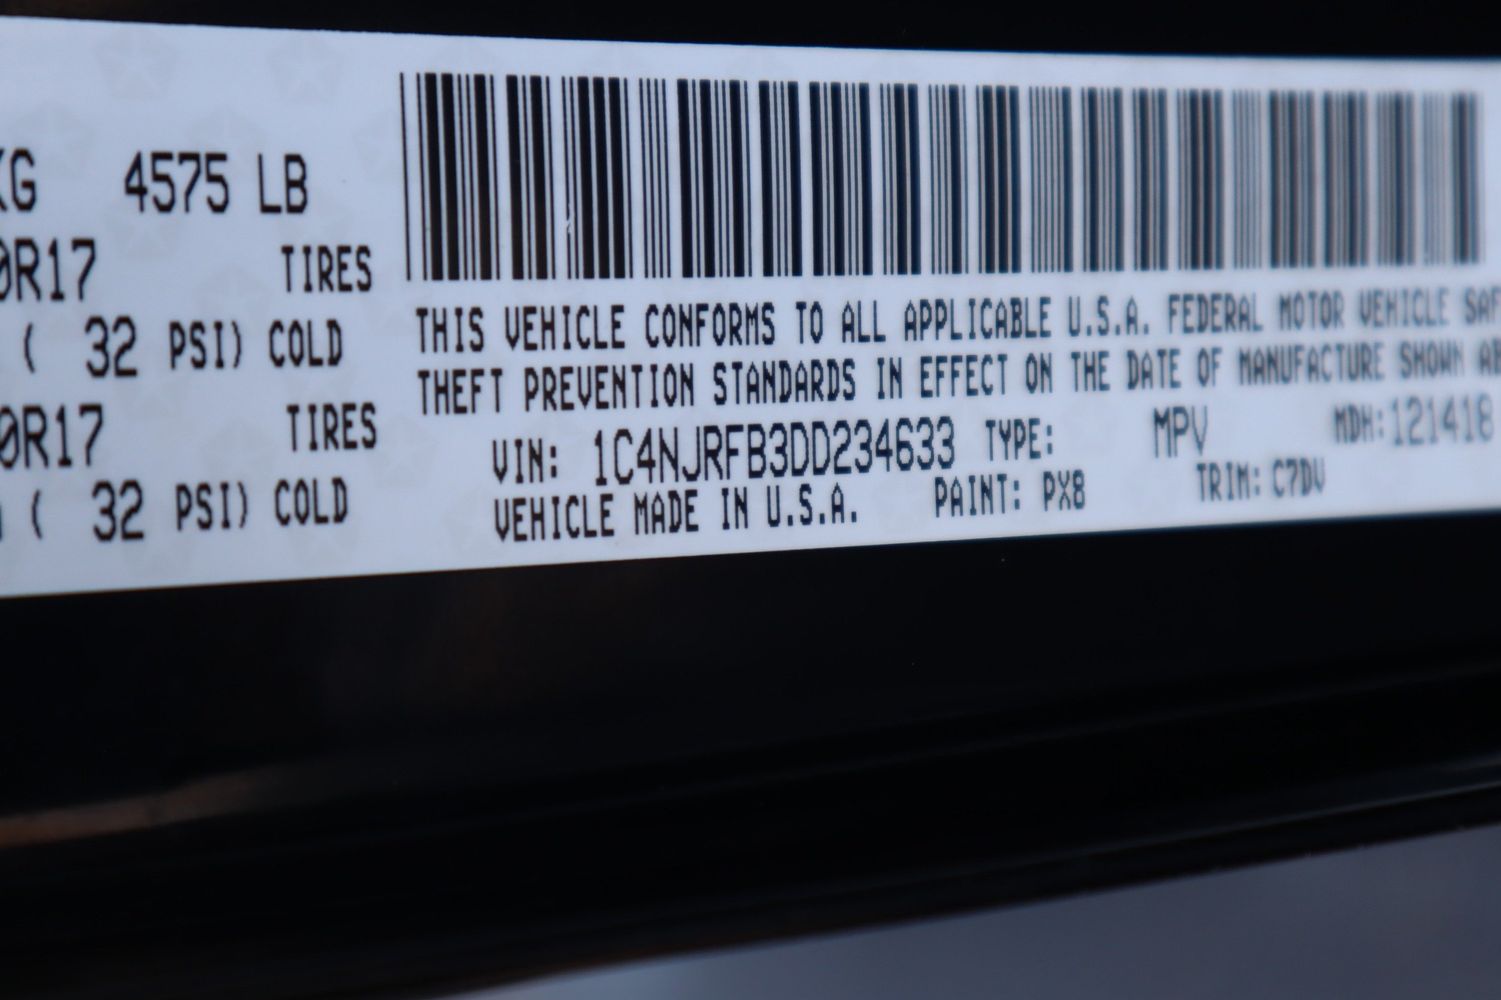 KG 4575 LB
0R17 TIRES
( 32 PSI) COLD
0R17 TIRES
( 32 PSI) COLD
THIS VEHICLE CONFORMS TO ALL APPLICABLE U.S.A. FEDERAL MOTOR VEHICLE SAF
THEFT PREVENTION STANDARDS IN EFFECT ON THE DATE OF MANUFACTURE SHOWN AB
VIN: 1C4NJRFB3DD234633 TYPE: MPV MDH:121418
VEHICLE MADE IN U.S.A. PAINT: PX8 TRIM: C7DV